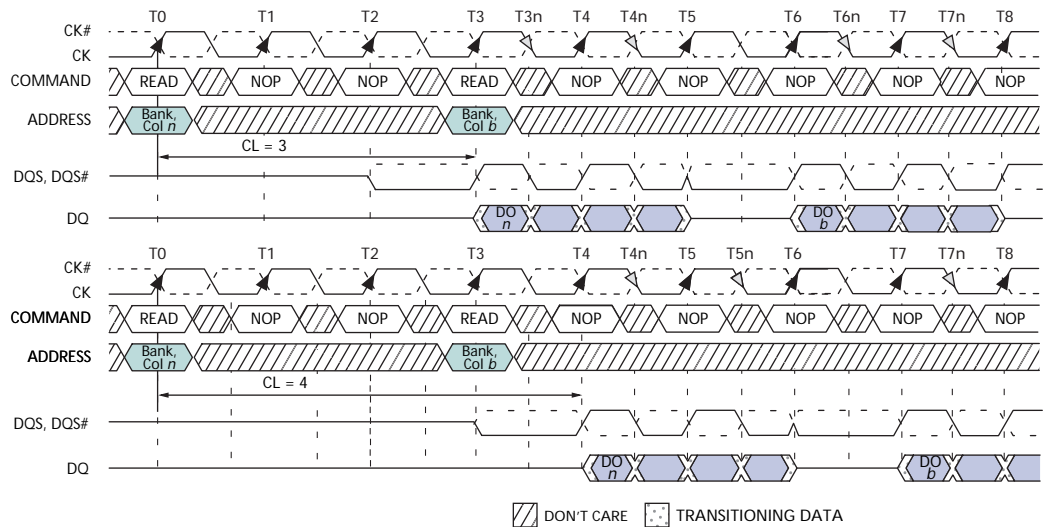 T0 T1 T2 T3 T3n T4 T4n T5 T6 T6n T7 T7n T8
CK#
CK
COMMAND READ NOP NOP READ NOP NOP NOP NOP NOP
ADDRESS Bank, Col n Bank, Col b
CL = 3
DQS, DQS#
DQ DO n DO b
T0 T1 T2 T3 T4 T4n T5 T5n T6 T7 T7n T8
CK#
CK
COMMAND READ NOP NOP READ NOP NOP NOP NOP NOP
ADDRESS Bank, Col n Bank, Col b
CL = 4
DQS, DQS#
DQ DO n DO b
DON'T CARE TRANSITIONING DATA